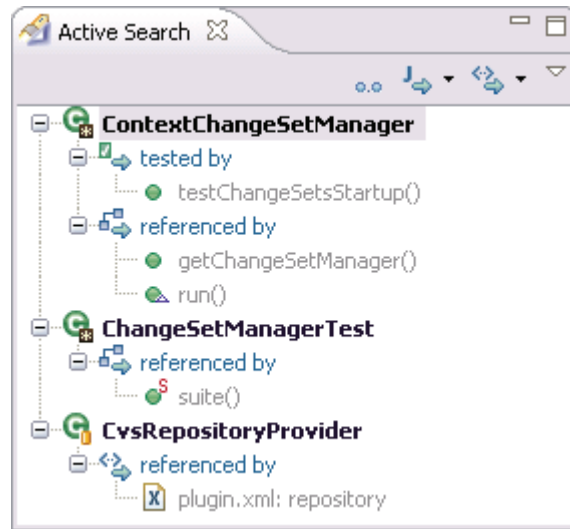 Active Search
ContextChangeSetManager
tested by
testChangeSetsStartup()
referenced by
getChangeSetManager()
run()
ChangeSetManagerTest
referenced by
suite()
CvsRepositoryProvider
referenced by
plugin.xml: repository